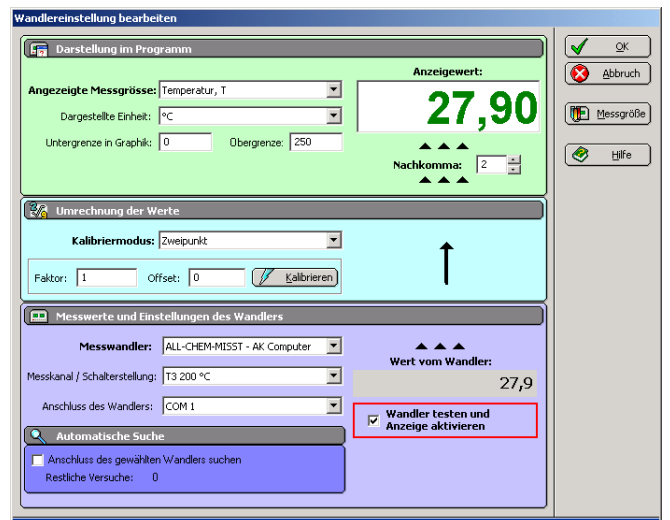 Wandlereinstellung bearbeiten
Darstellung im Programm
Anzeigewert:
Angezeigte Messgrösse: Temperatur, T
27,90
Dargestellte Einheit: °C
Untergrenze in Graphik: 0 Obergrenze: 250
Nachkomma: 2
Umrechnung der Werte
Kalibriermodus: Zweipunkt
Faktor: 1 Offset: 0 Kalibrieren
Messwerte und Einstellungen des Wandlers
Messwandler: ALL-CHEM-MISST - AK Computer
Wert vom Wandler:
Messkanal / Schalterstellung: T3 200 °C
27,9
Anschluss des Wandlers: COM 1
Wandler testen und
Anzeige aktivieren
Automatische Suche
Anschluss des gewählten Wandlers suchen
Restliche Versuche: 0
OK
Abbruch
Messgröße
Hilfe